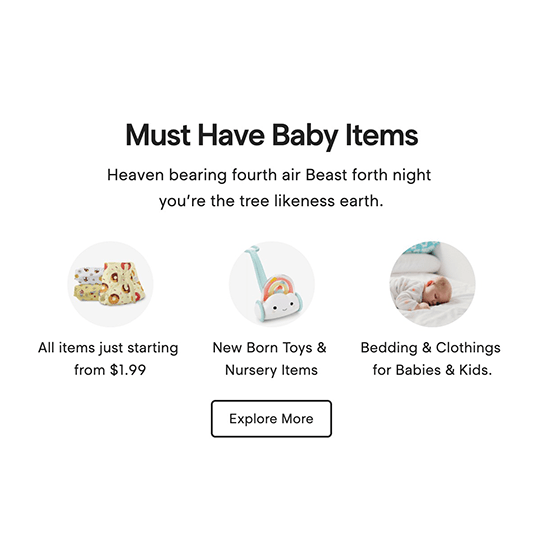 Must Have Baby Items
Heaven bearing fourth air Beast forth night
you're the tree likeness earth.
All items just starting
from $1.99
New Born Toys &
Nursery Items
Bedding & Clothings
for Babies & Kids.
Explore More